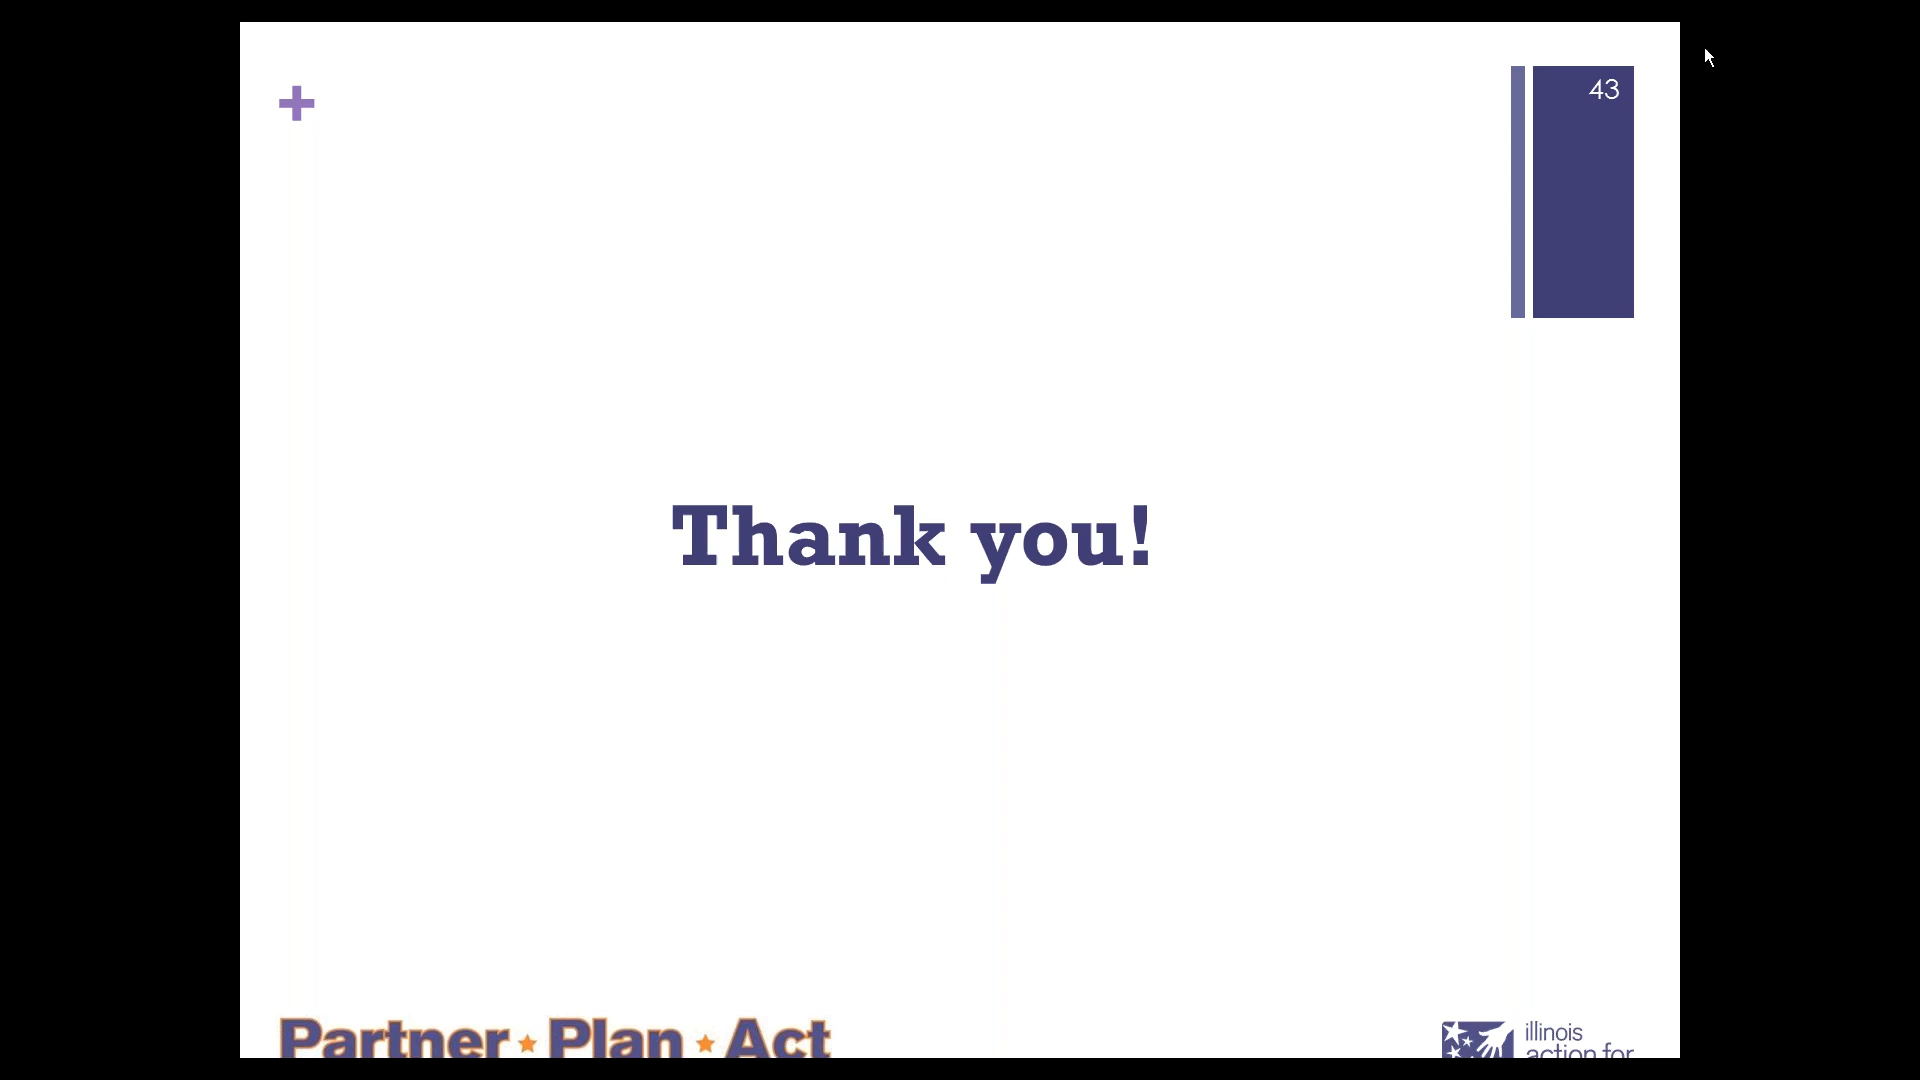 +
43
Thank you!
Partner Plan Act
illinois
action for